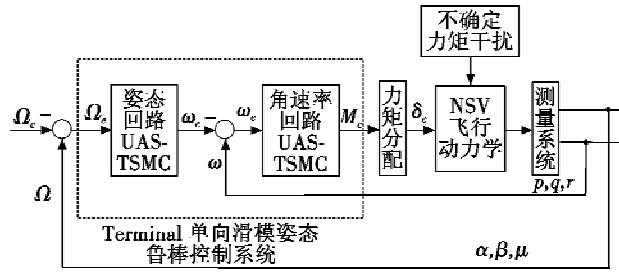 不确定
力矩干扰
Ω_c − Ω_e
姿态
回路
UAS-
TSMC
ω_c − ω_e
角速率
回路
UAS-
TSMC
M_c
力矩分配
δ_c
NSV
飞行
动力学
测量系统
Ω
ω
p,q,r
Terminal 单向滑模姿态
鲁棒控制系统
α,β,μ